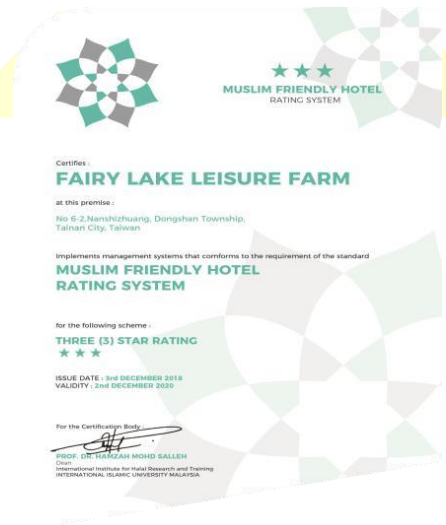 ★ ★ ★
MUSLIM FRIENDLY HOTEL
RATING SYSTEM
Certifies :
FAIRY LAKE LEISURE FARM
at this premise :
No 6-2,Nanshizhuang, Dongshan Township,
Tainan City, Taiwan
Implements management systems that comforms to the requirement of the standard
MUSLIM FRIENDLY HOTEL
RATING SYSTEM
for the following scheme :
THREE (3) STAR RATING
★ ★ ★
ISSUE DATE : 3rd DECEMBER 2018
VALIDITY : 2nd DECEMBER 2020
For the Certification Body :
PROF. DR. HAMZAH MOHD SALLEH
Dean
International Institute for Halal Research and Training
INTERNATIONAL ISLAMIC UNIVERSITY MALAYSIA